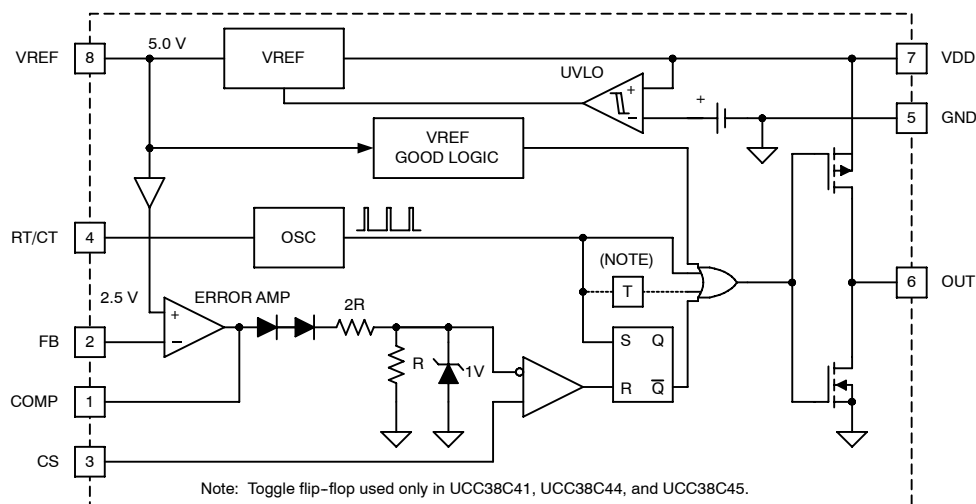 5.0 V
VREF 8
VREF
7 VDD
UVLO
+
−
+
5 GND
VREF
GOOD LOGIC
RT/CT 4
OSC
(NOTE)
T
2.5 V
ERROR AMP
2R
6 OUT
+
−
FB 2
R
1V
S Q
R Q̅
COMP 1
CS 3
Note: Toggle flip−flop used only in UCC38C41, UCC38C44, and UCC38C45.